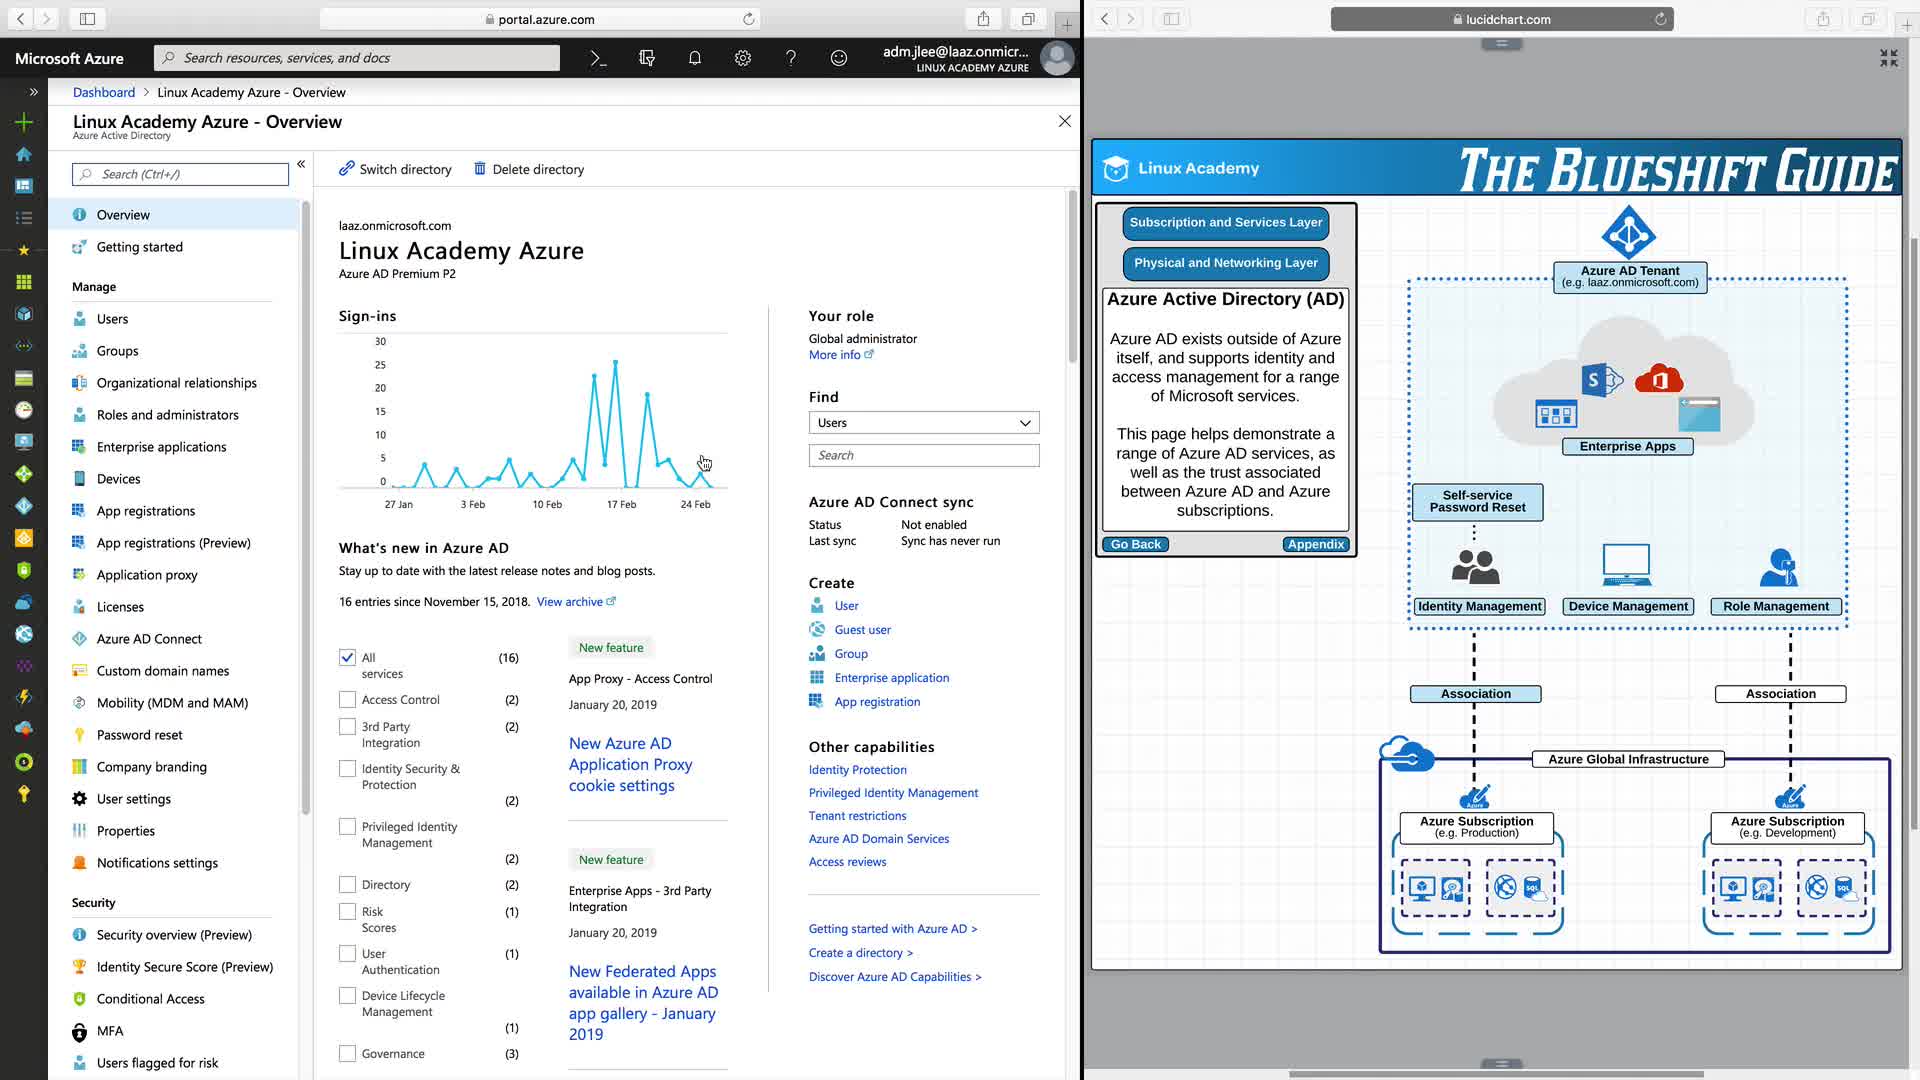 portal.azure.com
Microsoft Azure
Search resources, services, and docs
adm.jlee@laaz.onmicr...
LINUX ACADEMY AZURE
Dashboard > Linux Academy Azure - Overview
Linux Academy Azure - Overview
Azure Active Directory
Search (Ctrl+/)
Overview
Getting started
Manage
Users
Groups
Organizational relationships
Roles and administrators
Enterprise applications
Devices
App registrations
App registrations (Preview)
Application proxy
Licenses
Azure AD Connect
Custom domain names
Mobility (MDM and MAM)
Password reset
Company branding
User settings
Properties
Notifications settings
Security
Security overview (Preview)
Identity Secure Score (Preview)
Conditional Access
MFA
Users flagged for risk
Switch directory
Delete directory
laaz.onmicrosoft.com
Linux Academy Azure
Azure AD Premium P2
Sign-ins
30
25
20
15
10
5
0
27 Jan
3 Feb
10 Feb
17 Feb
24 Feb
What's new in Azure AD
Stay up to date with the latest release notes and blog posts.
16 entries since November 15, 2018. View archive
All
services
(16)
Access Control
(2)
3rd Party
Integration
(2)
Identity Security &
Protection
(2)
Privileged Identity
Management
(2)
Directory
(2)
Risk
Scores
(1)
User
Authentication
(1)
Device Lifecycle
Management
(1)
Governance
(3)
New feature
App Proxy - Access Control
January 20, 2019
New Azure AD
Application Proxy
cookie settings
New feature
Enterprise Apps - 3rd Party
Integration
January 20, 2019
New Federated Apps
available in Azure AD
app gallery - January
2019
Your role
Global administrator
More info
Find
Users
Search
Azure AD Connect sync
Status
Not enabled
Last sync
Sync has never run
Create
User
Guest user
Group
Enterprise application
App registration
Other capabilities
Identity Protection
Privileged Identity Management
Tenant restrictions
Azure AD Domain Services
Access reviews
Getting started with Azure AD >
Create a directory >
Discover Azure AD Capabilities >
lucidchart.com
Linux Academy
THE BLUESHIFT GUIDE
Subscription and Services Layer
Physical and Networking Layer
Azure Active Directory (AD)
Azure AD exists outside of Azure
itself, and supports identity and
access management for a range
of Microsoft services.
This page helps demonstrate a
range of Azure AD services, as
well as the trust associated
between Azure AD and Azure
subscriptions.
Go Back
Appendix
Azure AD Tenant
(e.g. laaz.onmicrosoft.com)
S
Enterprise Apps
Self-service
Password Reset
Identity Management
Device Management
Role Management
Association
Association
Azure Global Infrastructure
Azure
Azure
Azure Subscription
(e.g. Production)
Azure Subscription
(e.g. Development)
SQL
SQL